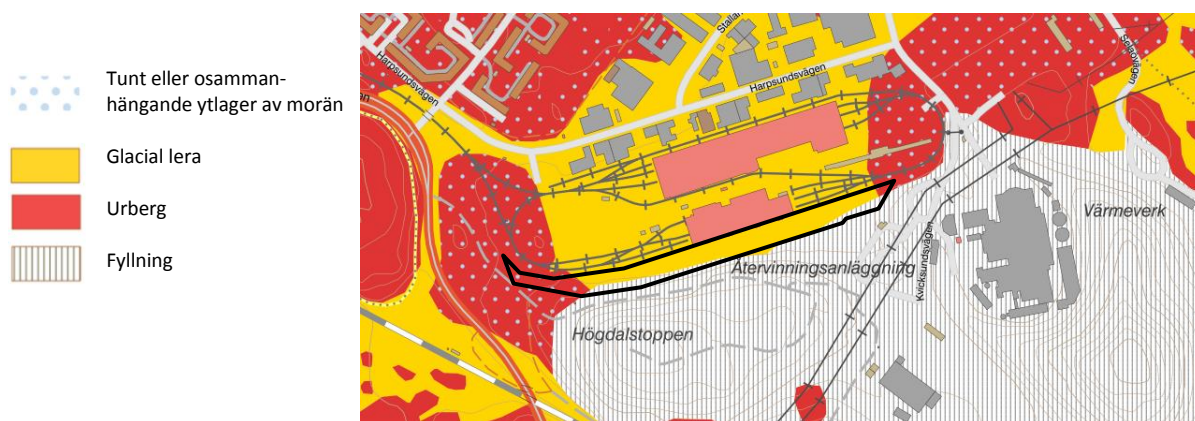 Tunt eller osamman-
hängande ytlager av morän
Glacial lera
Urberg
Fyllning
Harpsundsvägen
Harpsundsvägen
Kvicksundsvägen
Värmeverk
Återvinningsanläggning
Högdalstoppen